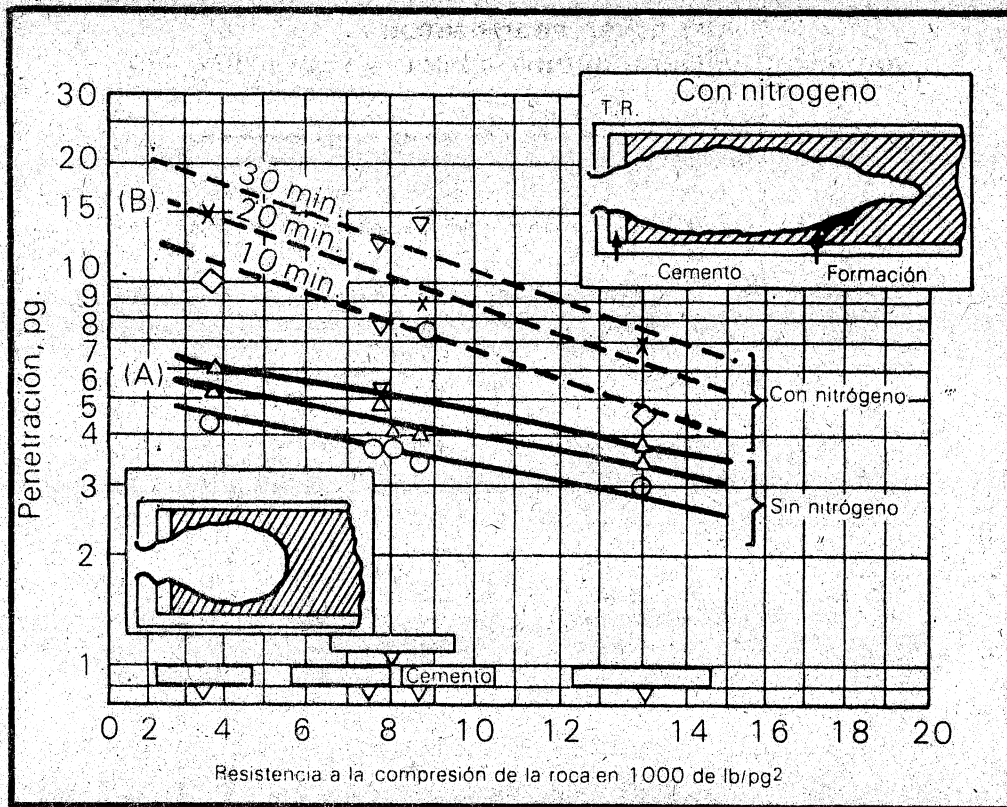 Con nitrogeno
T.R.
Cemento
Formación
30
20
15
10
9
8
7
6
5
4
3
2
1
.8
Penetración, pg.
(B)
(A)
30 min.
20 min.
10 min.
Con nitrógeno
Sin nitrógeno
Cemento
0 2 4 6 8 10 12 14 16 18 20
Resistencia a la compresión de la roca en 1000 de lb/pg2